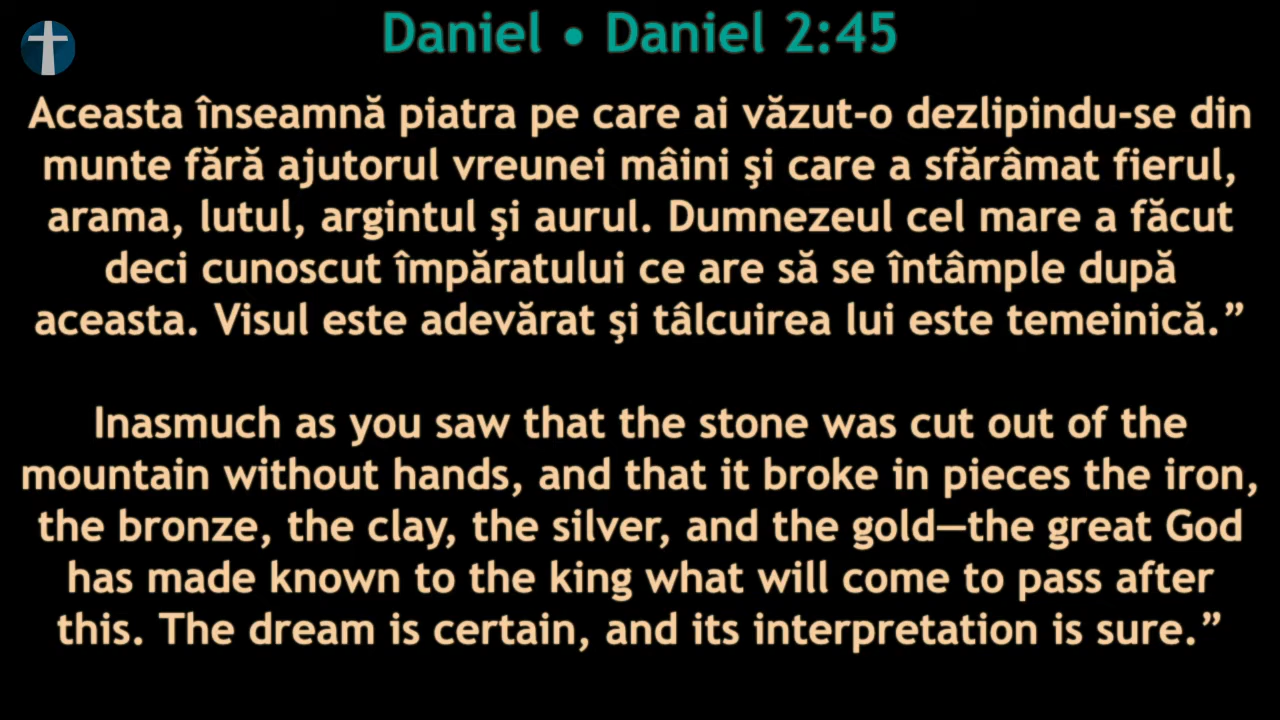 Daniel • Daniel 2:45
Aceasta înseamnă piatra pe care ai văzut-o dezlipindu-se din
munte fără ajutorul vreunei mâini şi care a sfărâmat fierul,
arama, lutul, argintul şi aurul. Dumnezeul cel mare a făcut
deci cunoscut împăratului ce are să se întâmple după
aceasta. Visul este adevărat şi tâlcuirea lui este temeinică.”
Inasmuch as you saw that the stone was cut out of the
mountain without hands, and that it broke in pieces the iron,
the bronze, the clay, the silver, and the gold—the great God
has made known to the king what will come to pass after
this. The dream is certain, and its interpretation is sure.”